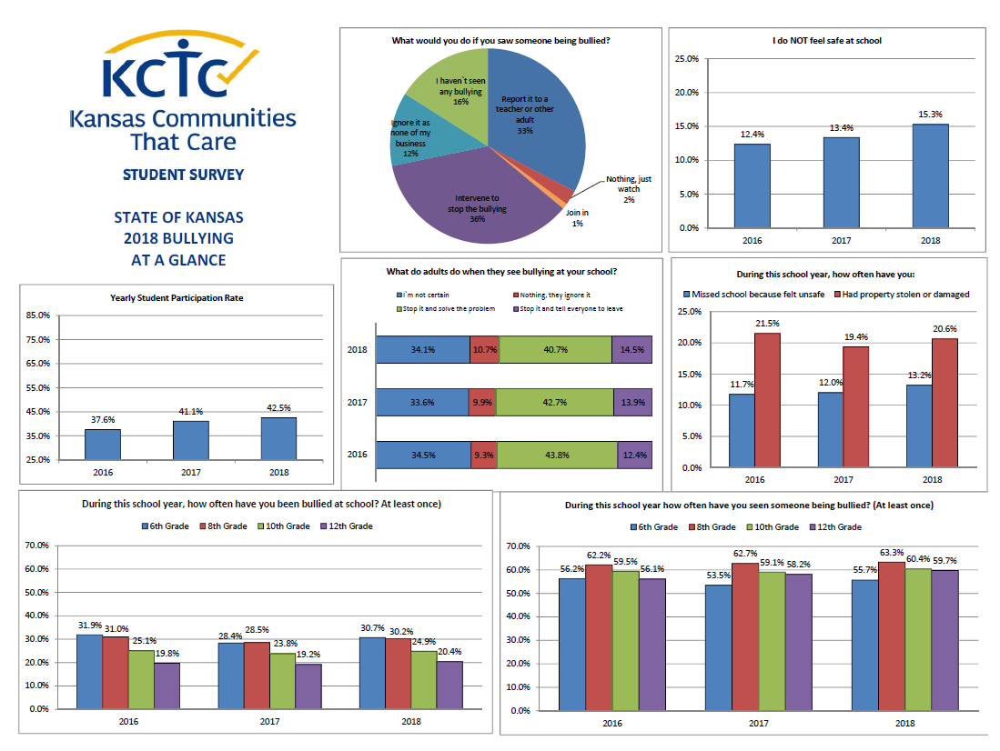 KCTC
Kansas Communities
That Care
STUDENT SURVEY
STATE OF KANSAS
2018 BULLYING
AT A GLANCE
What would you do if you saw someone being bullied?
I haven`t seen
any bullying
16%
Report it to a
teacher or other
adult
33%
Ignore it as
none of my
business
12%
Nothing, just
watch
2%
Join in
1%
Intervene to
stop the bullying
36%
I do NOT feel safe at school
25.0%
20.0%
15.0%
10.0%
5.0%
0.0%
12.4%
13.4%
15.3%
2016 2017 2018
Yearly Student Participation Rate
85.0%
75.0%
65.0%
55.0%
45.0%
35.0%
25.0%
37.6%
41.1%
42.5%
2016 2017 2018
What do adults do when they see bullying at your school?
I`m not certain Nothing, they ignore it
Stop it and solve the problem Stop it and tell everyone to leave
2018 34.1% 10.7% 40.7% 14.5%
2017 33.6% 9.9% 42.7% 13.9%
2016 34.5% 9.3% 43.8% 12.4%
During this school year, how often have you:
Missed school because felt unsafe Had property stolen or damaged
25.0%
20.0%
15.0%
10.0%
5.0%
0.0%
11.7% 21.5%
12.0% 19.4%
13.2% 20.6%
2016 2017 2018
During this school year, how often have you been bullied at school? At least once)
6th Grade 8th Grade 10th Grade 12th Grade
70.0%
60.0%
50.0%
40.0%
30.0%
20.0%
10.0%
0.0%
31.9% 31.0% 25.1% 19.8%
28.4% 28.5% 23.8% 19.2%
30.7% 30.2% 24.9% 20.4%
2016 2017 2018
During this school year how often have you seen someone being bullied? (At least once)
6th Grade 8th Grade 10th Grade 12th Grade
70.0%
60.0%
50.0%
40.0%
30.0%
20.0%
10.0%
0.0%
56.2% 62.2% 59.5% 56.1%
53.5% 62.7% 59.1% 58.2%
55.7% 63.3% 60.4% 59.7%
2016 2017 2018